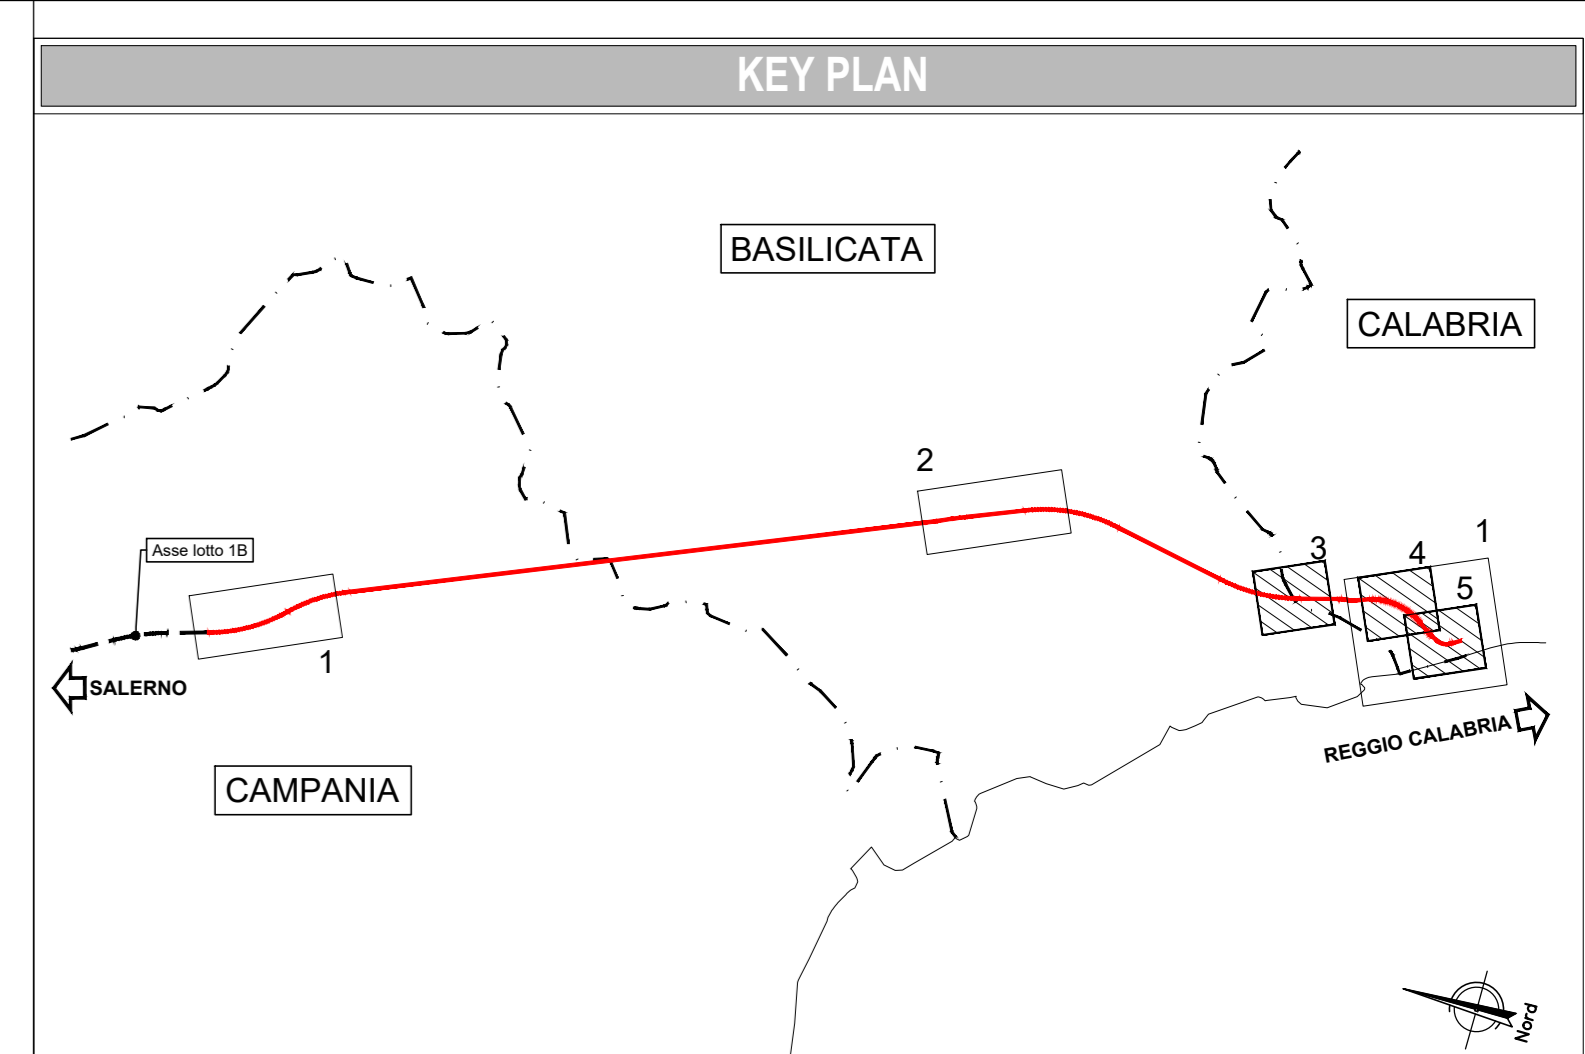 KEY PLAN
BASILICATA
CALABRIA
2
3
4
1
5
Asse lotto 1B
1
SALERNO
REGGIO CALABRIA
CAMPANIA
Nord